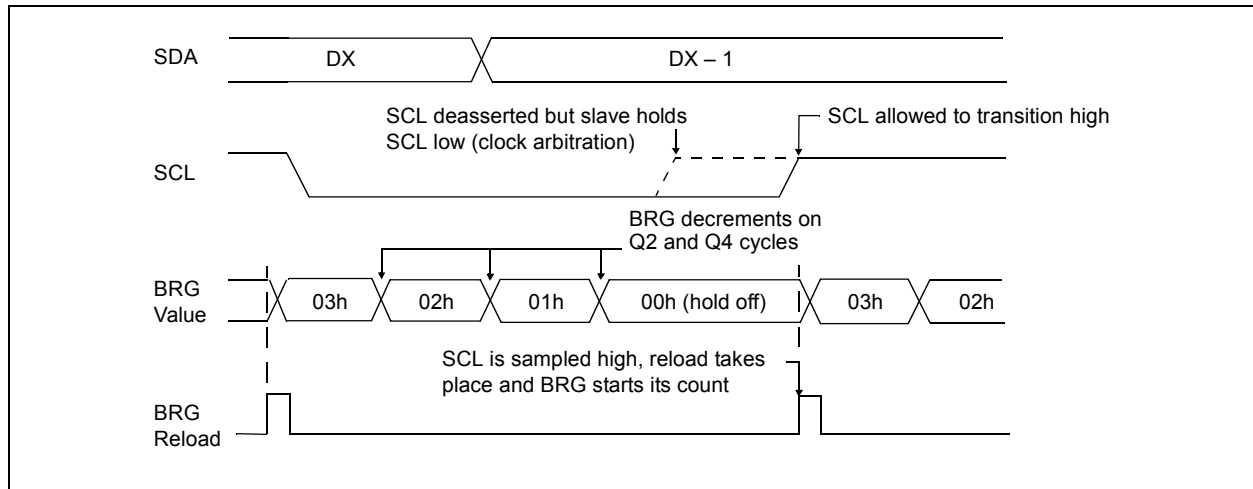 SDA
DX
DX – 1
SCL deasserted but slave holds
SCL low (clock arbitration)
SCL allowed to transition high
SCL
BRG decrements on
Q2 and Q4 cycles
BRG
Value
03h
02h
01h
00h (hold off)
03h
02h
SCL is sampled high, reload takes
place and BRG starts its count
BRG
Reload